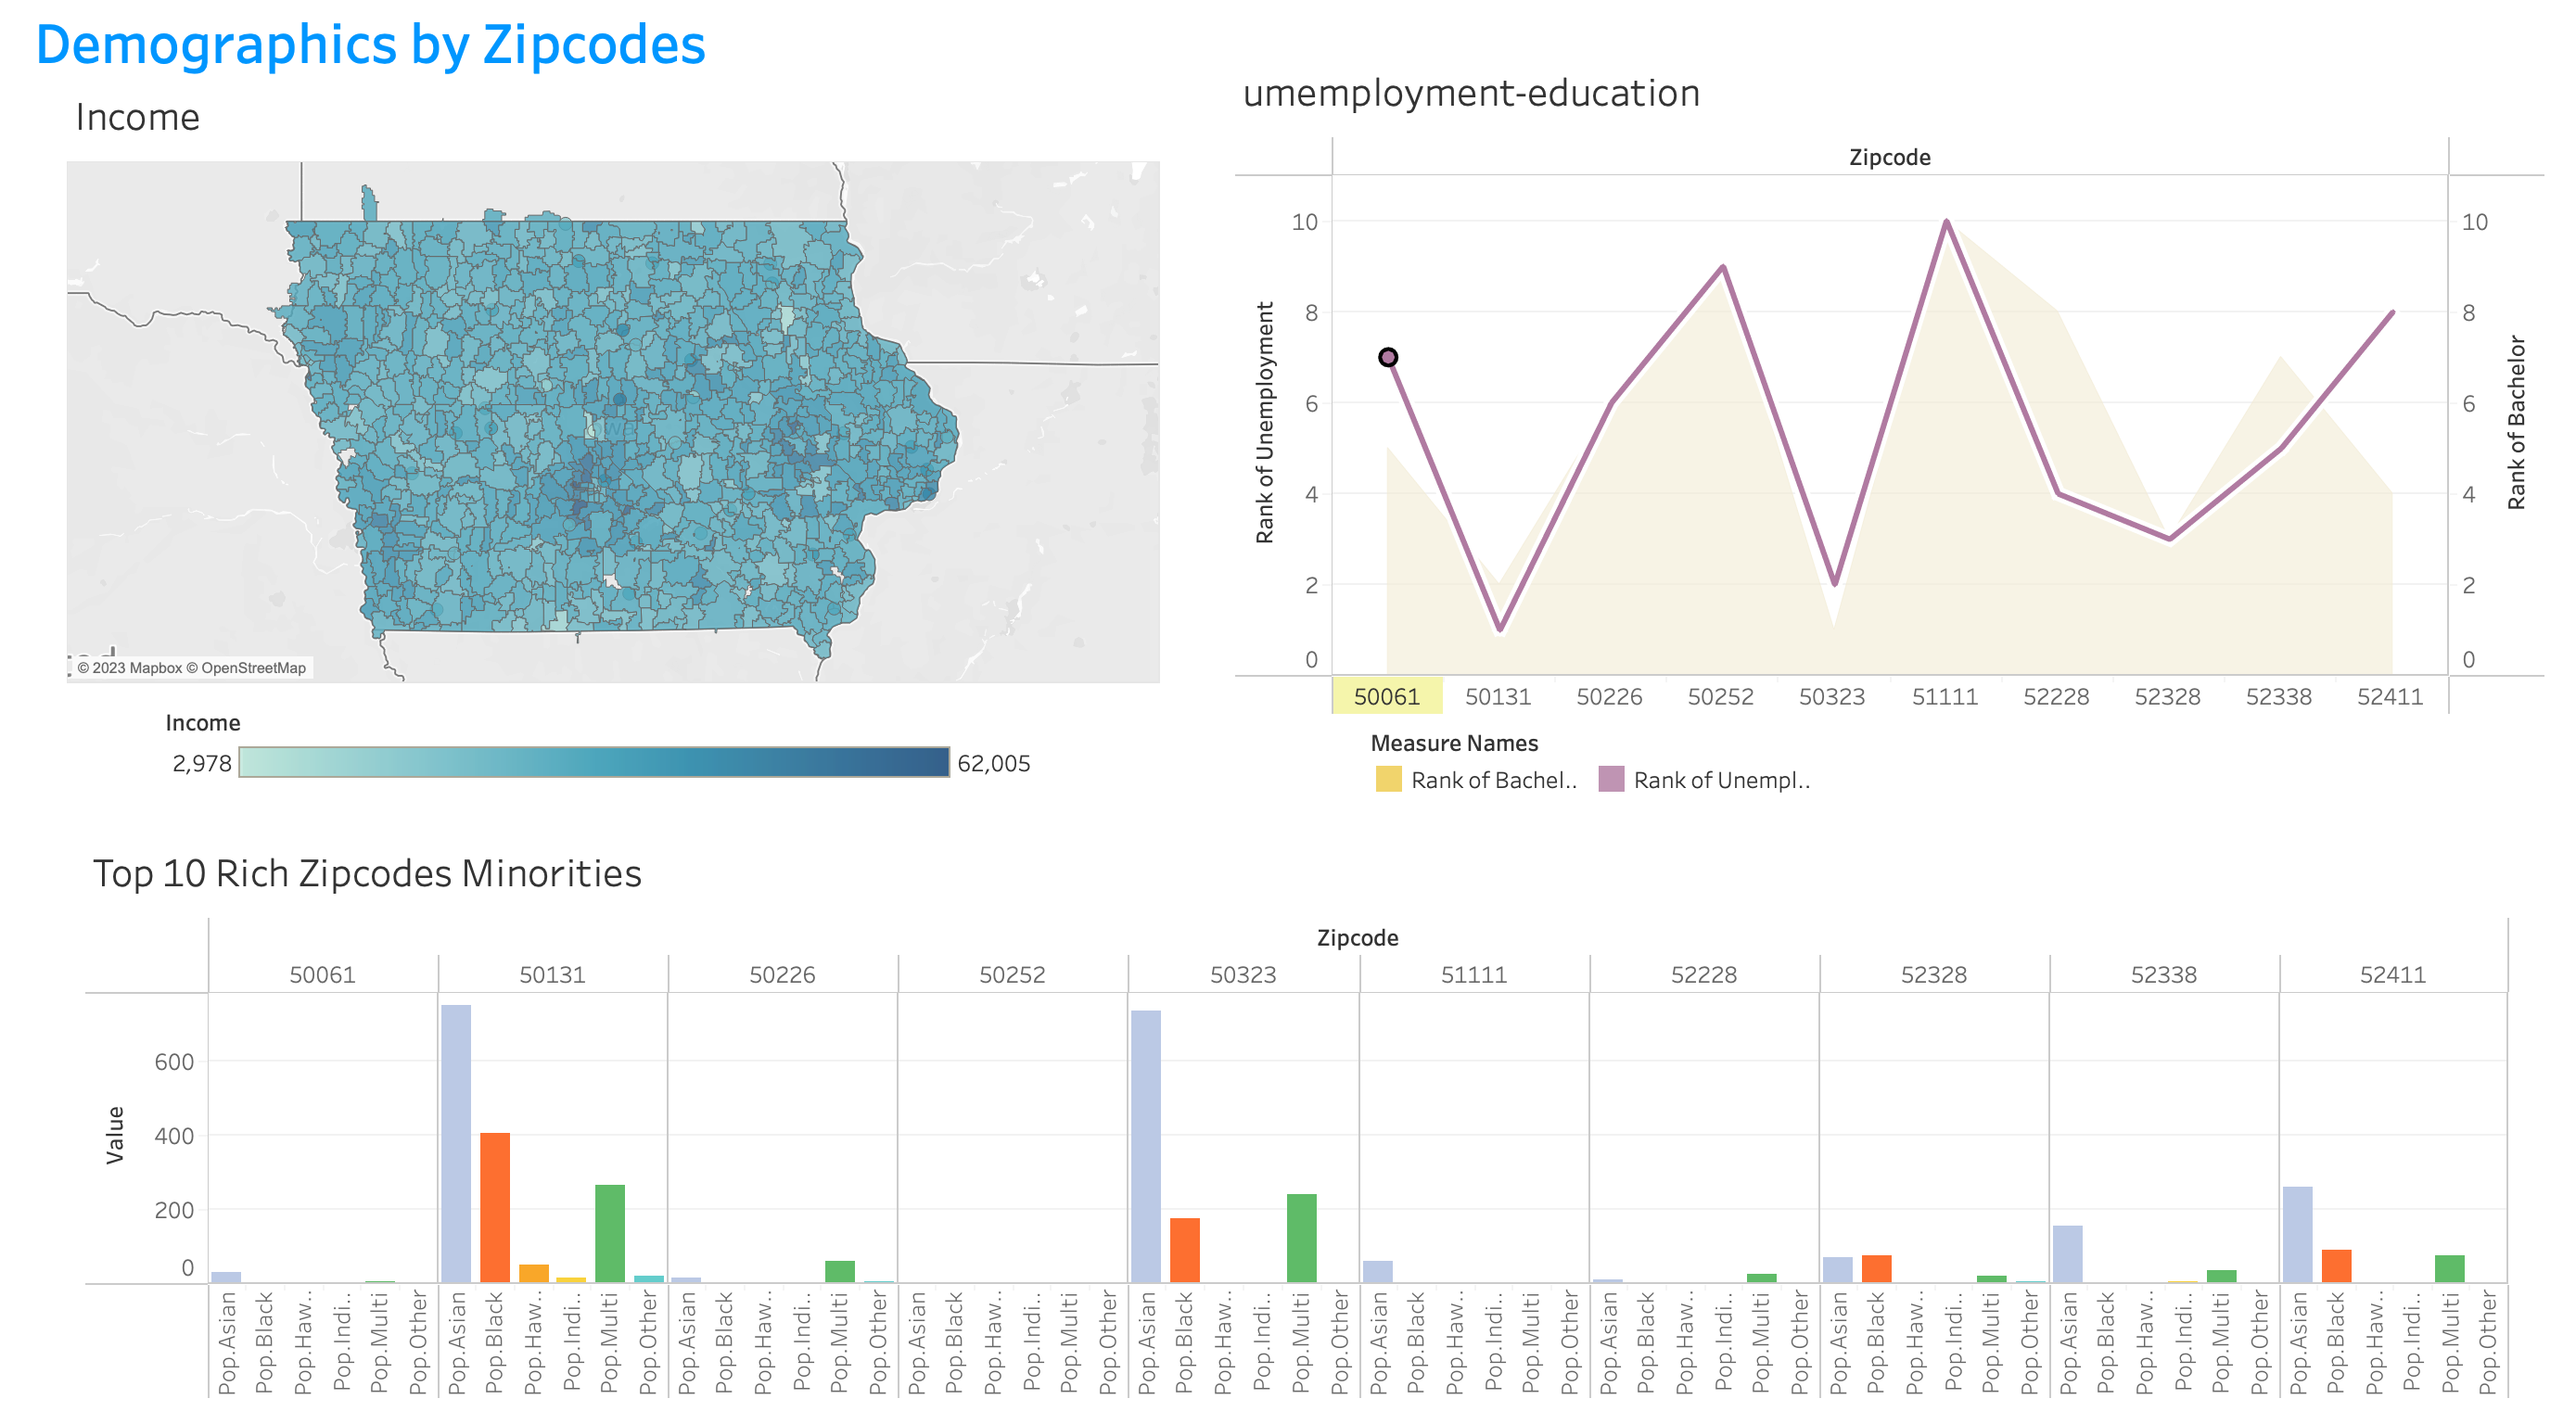 Demographics by Zipcodes
Income
© 2023 Mapbox © OpenStreetMap
Income
2,978
62,005
umemployment-education
Zipcode
Rank of Unemployment
10
8
6
4
2
0
10
8
6
4
2
0
Rank of Bachelor
50061 50131 50226 50252 50323 51111 52228 52328 52338 52411
Measure Names
Rank of Bachel.. Rank of Unempl..
Top 10 Rich Zipcodes Minorities
Zipcode
50061 50131 50226 50252 50323 51111 52228 52328 52338 52411
Value
600
400
200
0
Pop.Asian
Pop.Black
Pop.Haw..
Pop.Indi..
Pop.Multi
Pop.Other
Pop.Asian
Pop.Black
Pop.Haw..
Pop.Indi..
Pop.Multi
Pop.Other
Pop.Asian
Pop.Black
Pop.Haw..
Pop.Indi..
Pop.Multi
Pop.Other
Pop.Asian
Pop.Black
Pop.Haw..
Pop.Indi..
Pop.Multi
Pop.Other
Pop.Asian
Pop.Black
Pop.Haw..
Pop.Indi..
Pop.Multi
Pop.Other
Pop.Asian
Pop.Black
Pop.Haw..
Pop.Indi..
Pop.Multi
Pop.Other
Pop.Asian
Pop.Black
Pop.Haw..
Pop.Indi..
Pop.Multi
Pop.Other
Pop.Asian
Pop.Black
Pop.Haw..
Pop.Indi..
Pop.Multi
Pop.Other
Pop.Asian
Pop.Black
Pop.Haw..
Pop.Indi..
Pop.Multi
Pop.Other
Pop.Asian
Pop.Black
Pop.Haw..
Pop.Indi..
Pop.Multi
Pop.Other